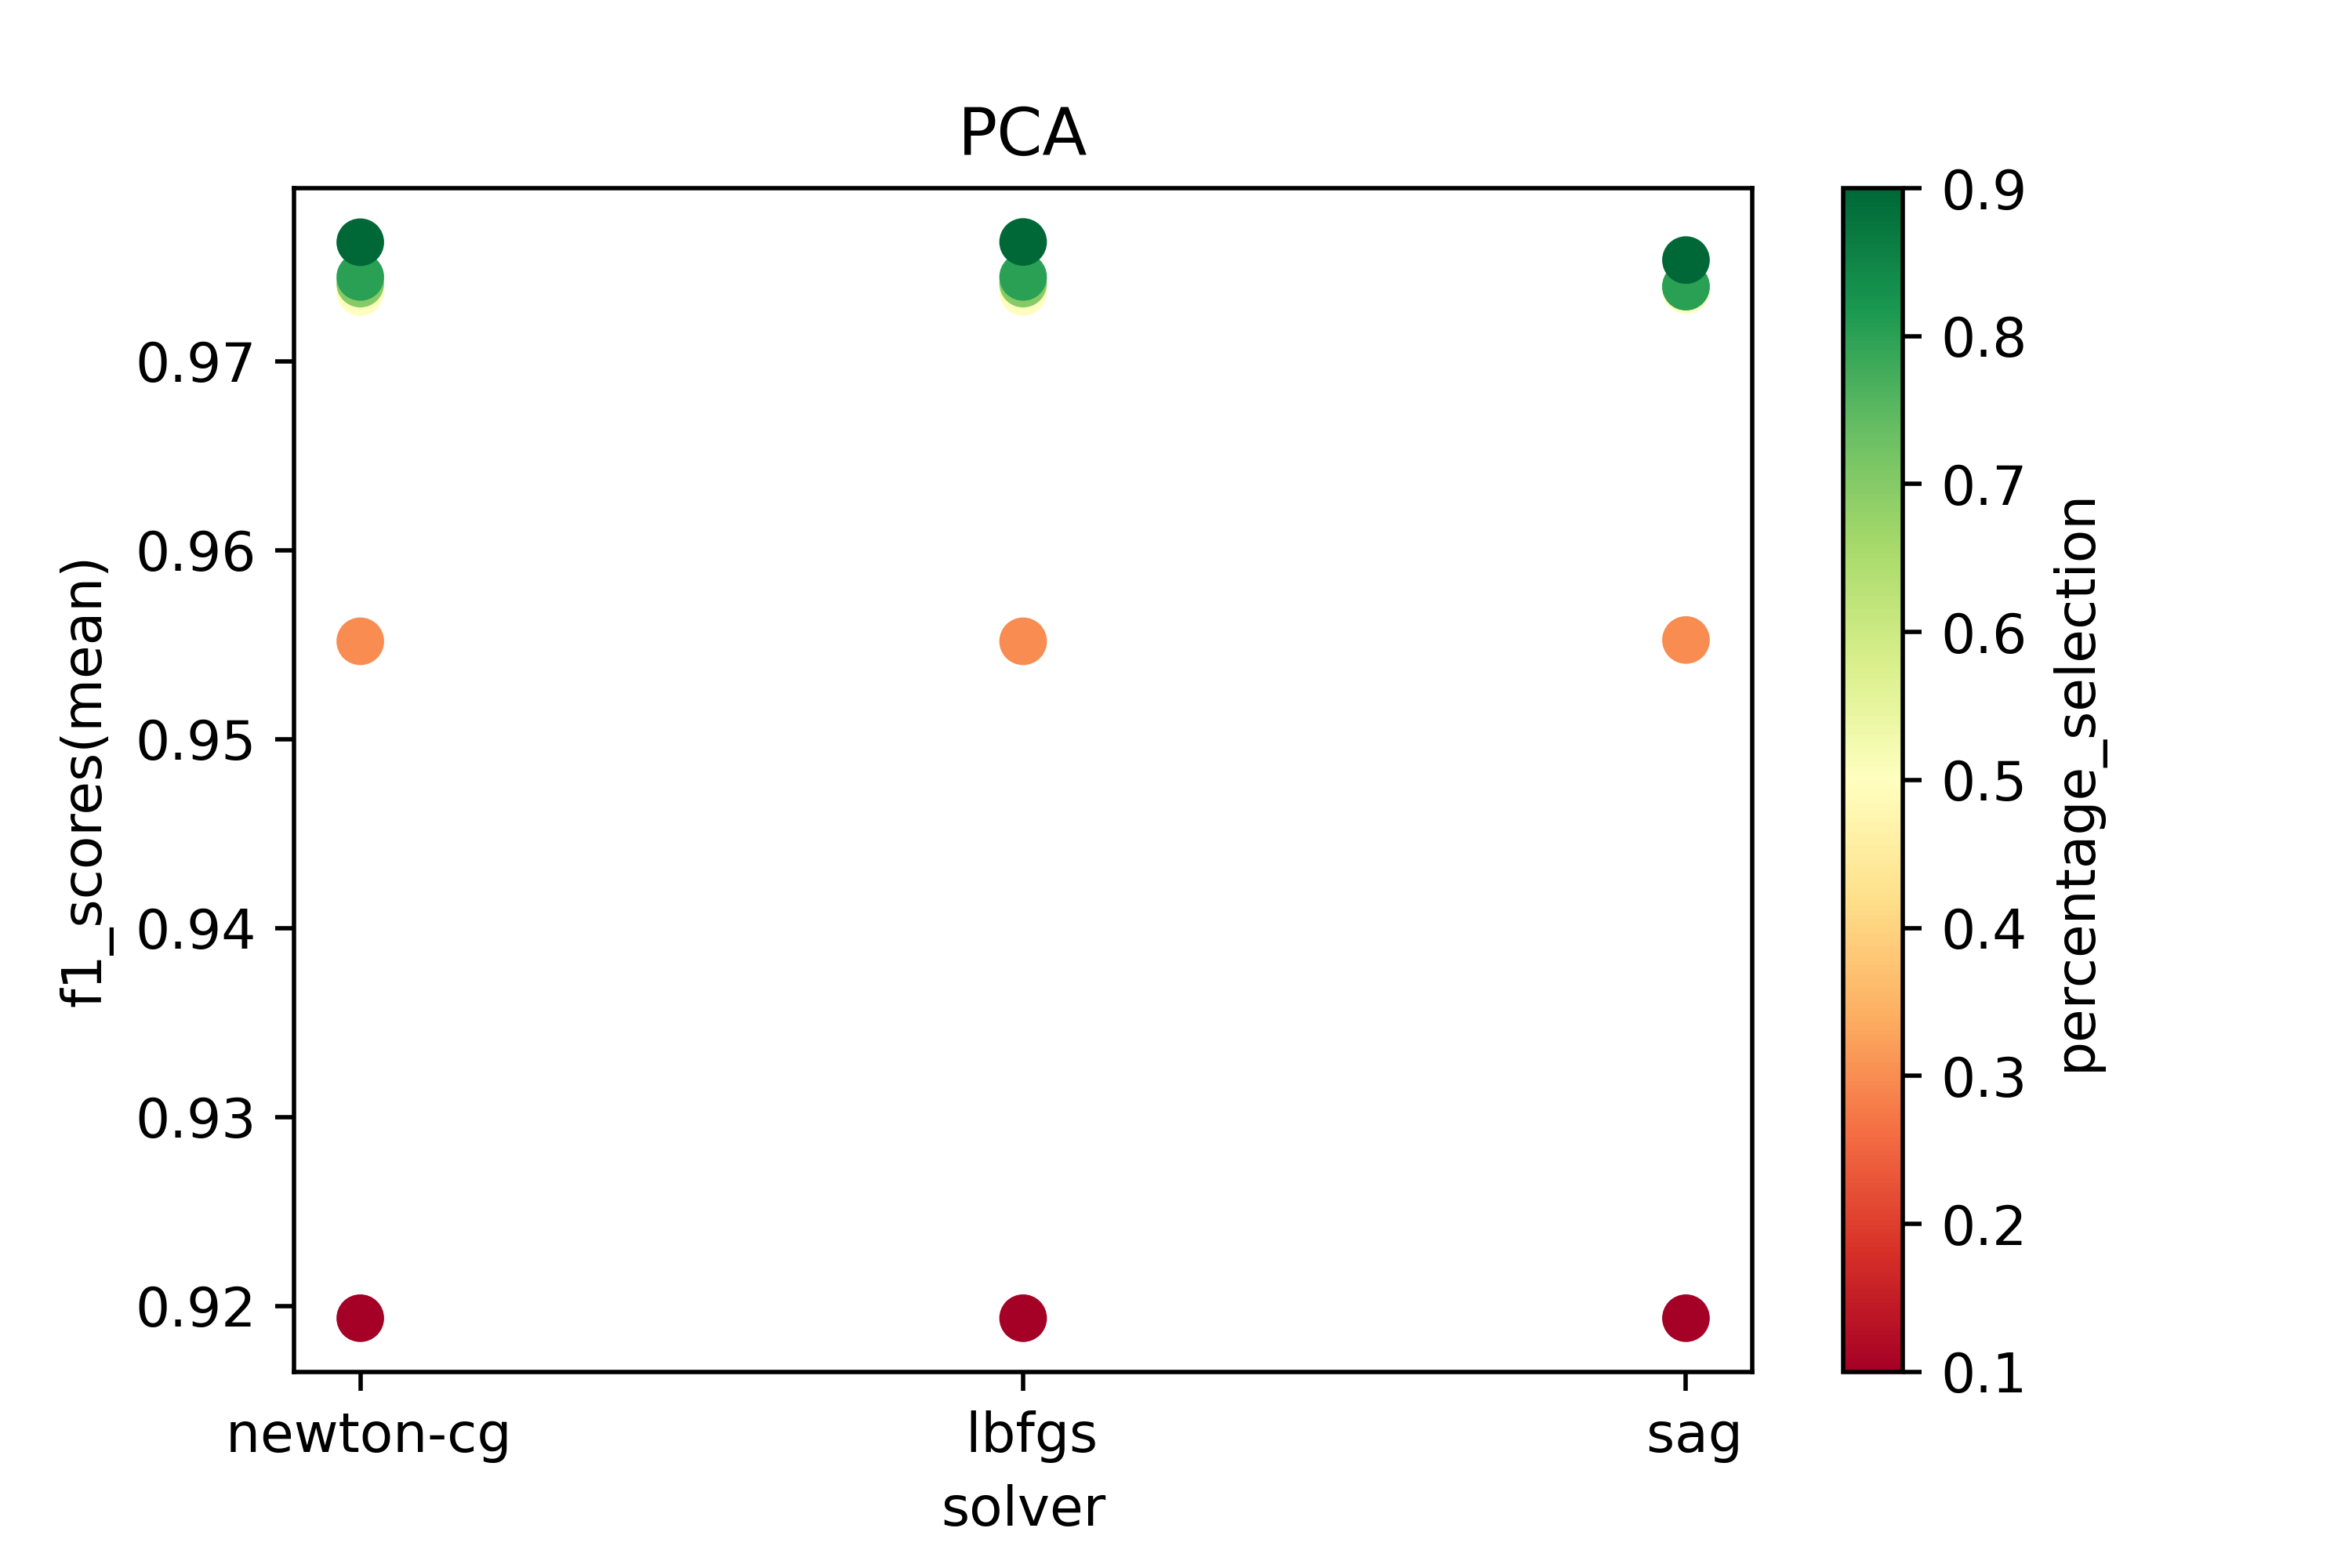 PCA
f1_scores(mean)
0.97
0.96
0.95
0.94
0.93
0.92
newton-cg
lbfgs
sag
solver
0.9
0.8
0.7
0.6
0.5
0.4
0.3
0.2
0.1
percentage_selection